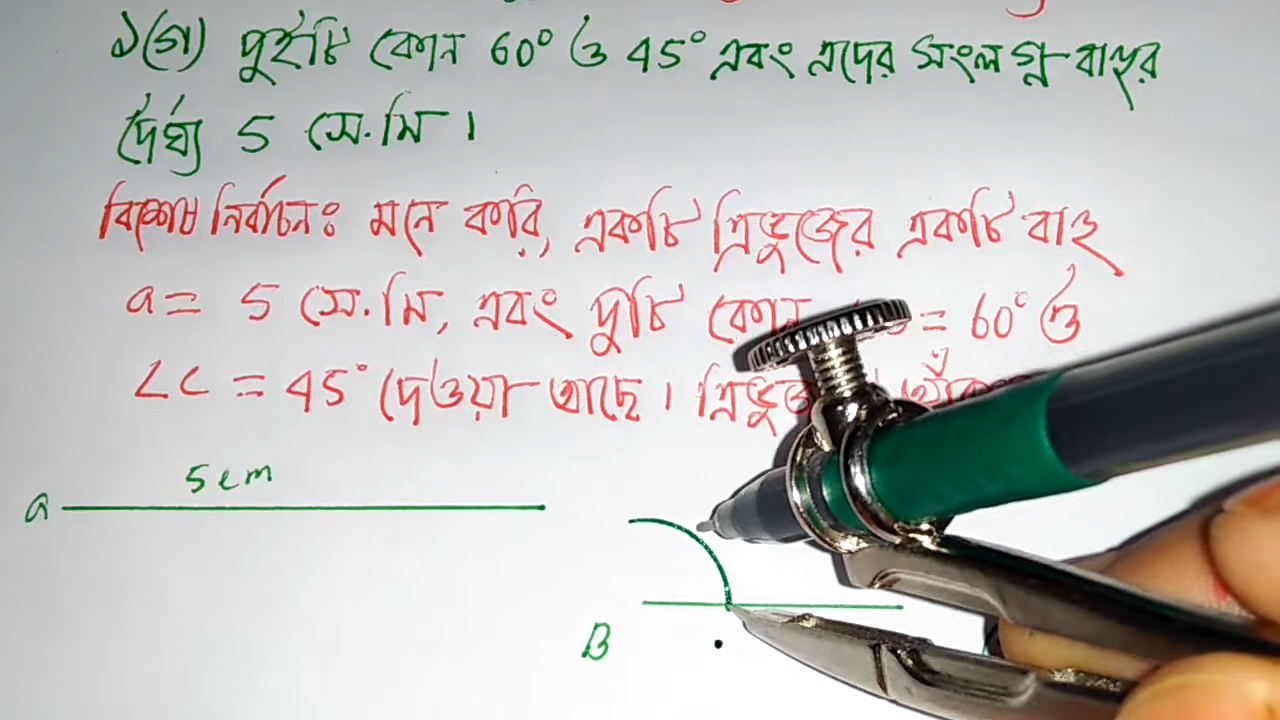 ১(গ) দুইটি কোন 60° ও 45° এবং এদের সংলগ্ন বাহুর
দৈর্ঘ্য 5 সে.মি।
বিশেষ নির্বচনঃ মনে করি, একটি ত্রিভুজের একটি বাহু
a = 5 সে.মি, এবং দুটি কোন = 60° ও
∠C = 45° দেওয়া আছে।
5cm
a
B